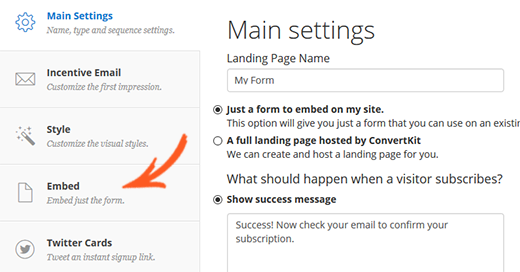 Main Settings
Name, type and sequence settings.
Incentive Email
Customize the first impression.
Style
Customize the visual styles.
Embed
Embed just the form.
Twitter Cards
Tweet an instant signup link.
Main settings
Landing Page Name
My Form
Just a form to embed on my site.
This option will give you just a form that you can use on an existin
A full landing page hosted by ConvertKit
We can create and host a landing page for you.
What should happen when a visitor subscribes?
Show success message
Success! Now check your email to confirm your
subscription.